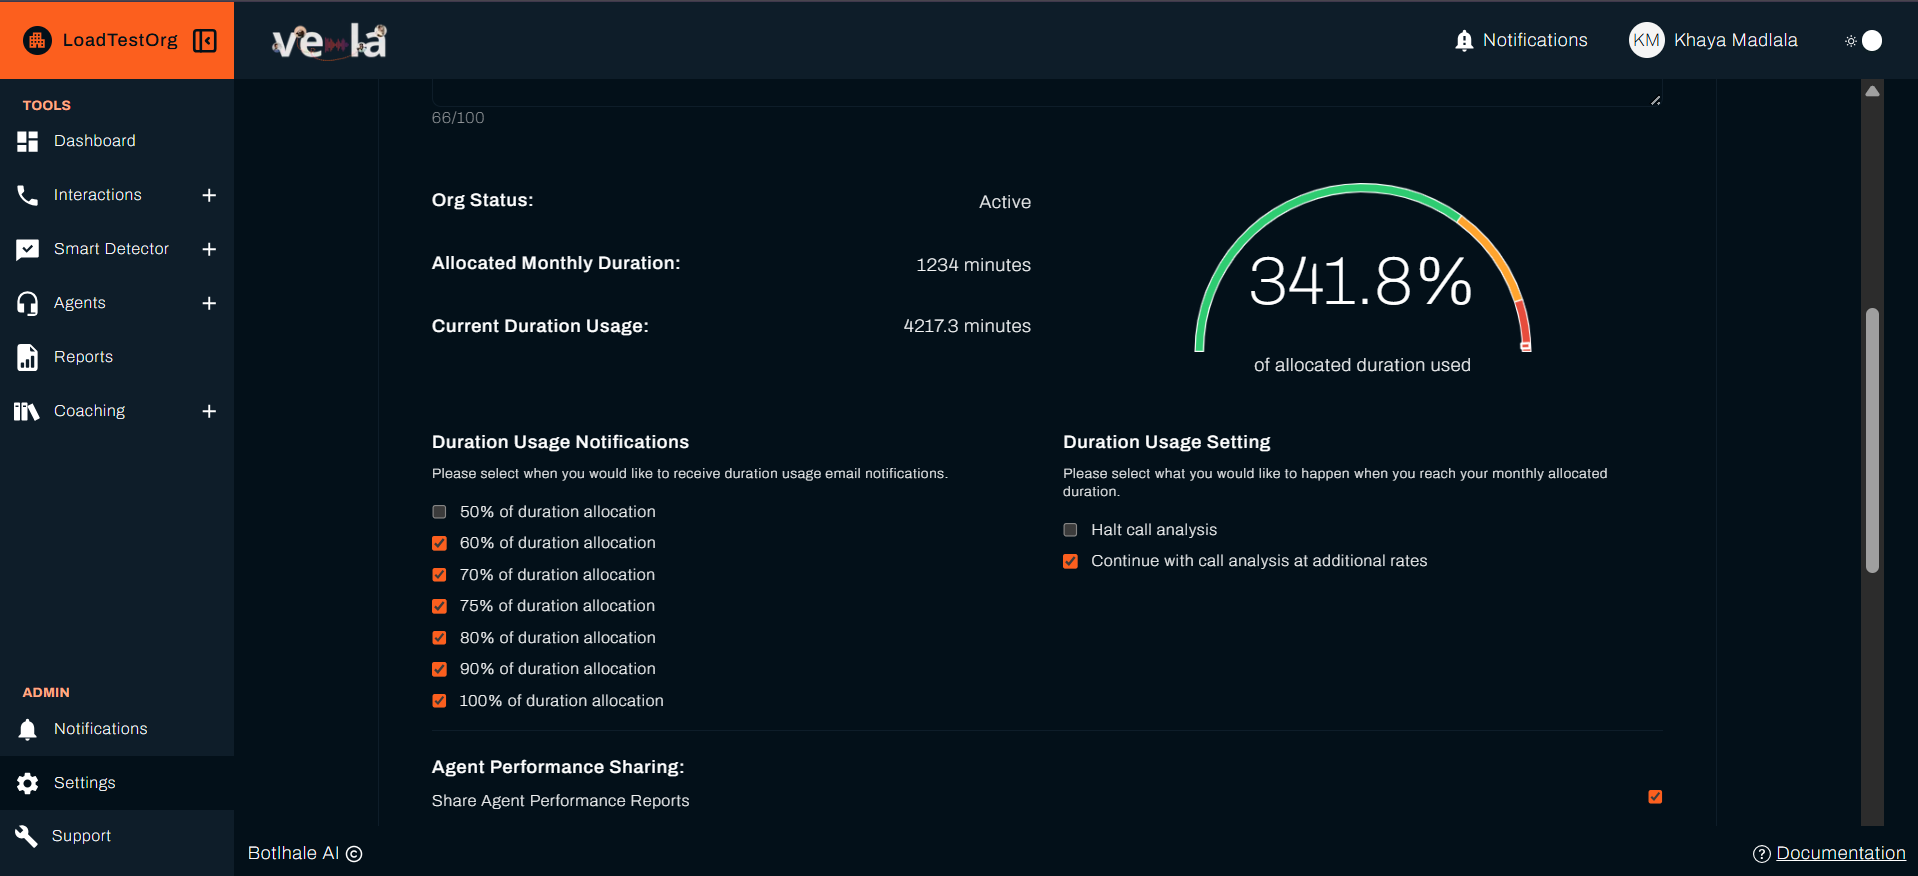 LoadTestOrg
vela
Notifications
KM
Khaya Madlala
TOOLS
Dashboard
Interactions
Smart Detector
Agents
Reports
Coaching
ADMIN
Notifications
Settings
Support
66/100
Org Status:
Active
Allocated Monthly Duration:
1234 minutes
Current Duration Usage:
4217.3 minutes
341.8%
of allocated duration used
Duration Usage Notifications
Please select when you would like to receive duration usage email notifications.
50% of duration allocation
60% of duration allocation
70% of duration allocation
75% of duration allocation
80% of duration allocation
90% of duration allocation
100% of duration allocation
Duration Usage Setting
Please select what you would like to happen when you reach your monthly allocated
duration.
Halt call analysis
Continue with call analysis at additional rates
Agent Performance Sharing:
Share Agent Performance Reports
Botlhale AI ©
Documentation